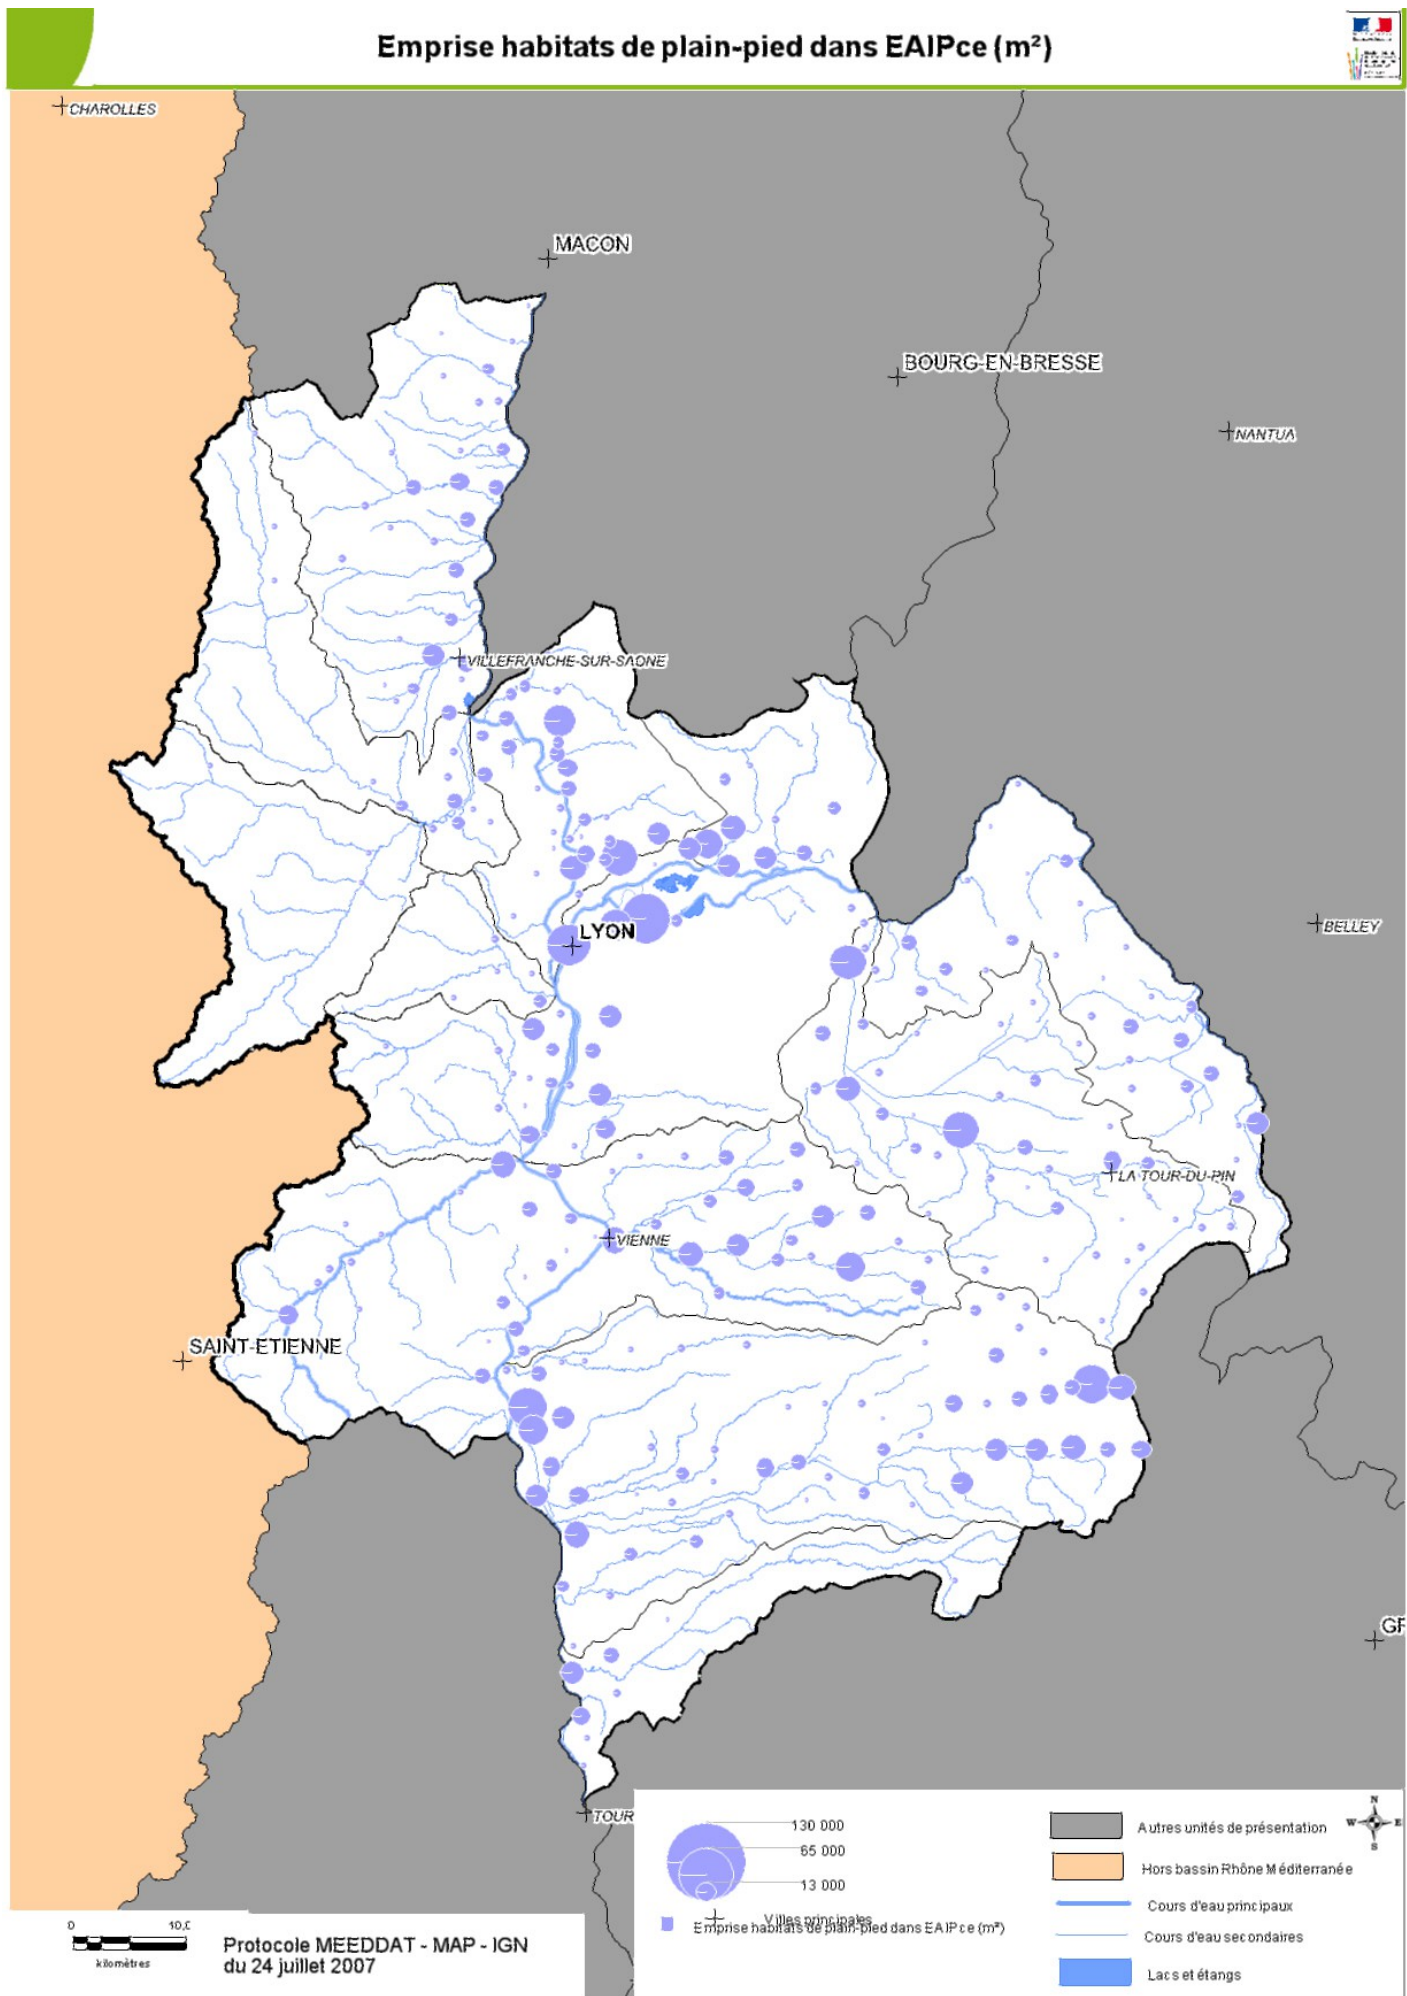 Emprise habitats de plain-pied dans EAIPce (m²)
CHAROLLES
MACON
BOURG-EN-BRESSE
NANTUA
VILLEFRANCHE-SUR-SAONE
BELLEY
LYON
LA TOUR-DU-PIN
VIENNE
SAINT-ETIENNE
GR
TOUR
130 000
65 000
13 000
Villes principales
Emprise habitats de plain-pied dans EAIPce (m²)
Autres unités de présentation
Hors bassin Rhône Méditerranée
Cours d'eau principaux
Cours d'eau secondaires
Lacs et étangs
N
W E
S
0
kilomètres
Protocole MEEDDAT - MAP - IGN
du 24 juillet 2007